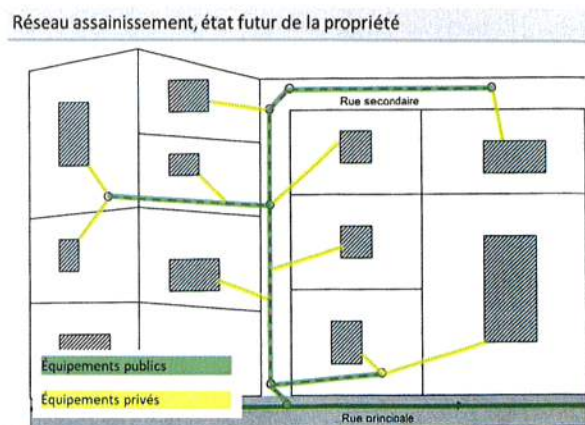 Réseau assainissement, état futur de la propriété
Rue secondaire
Équipements publics
Équipements privés
Rue principale